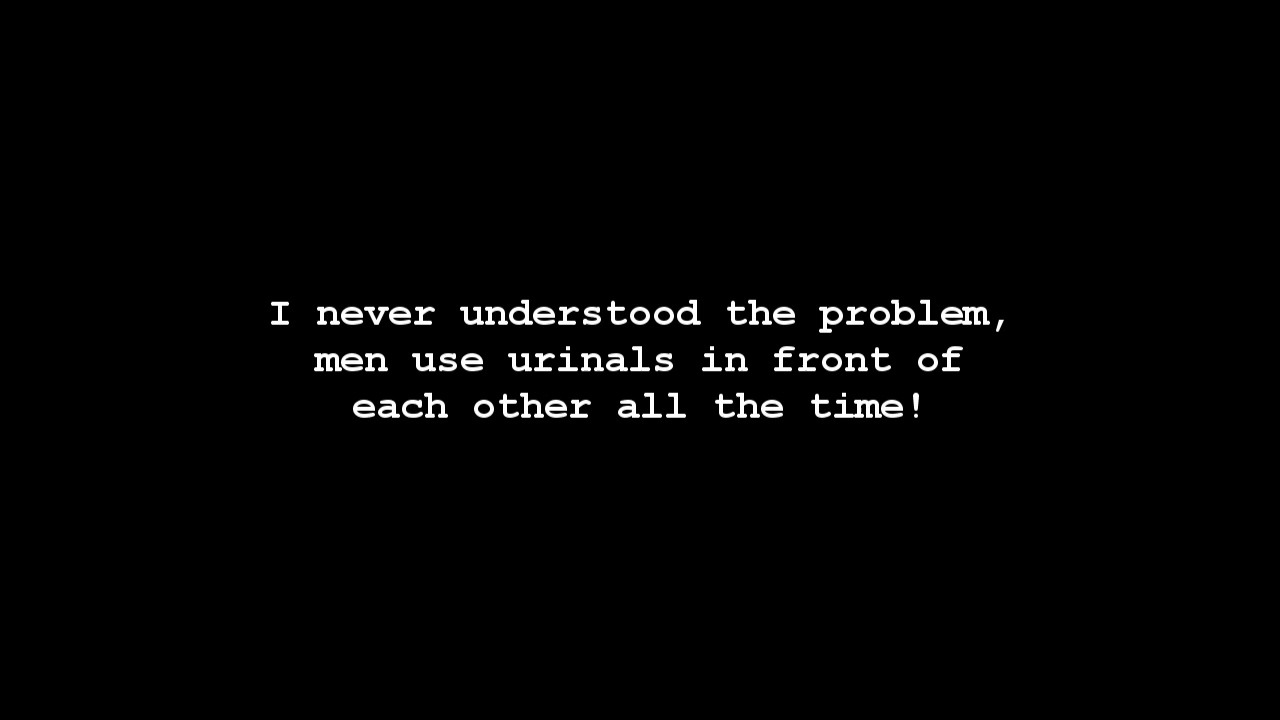 I never understood the problem,
men use urinals in front of
each other all the time!